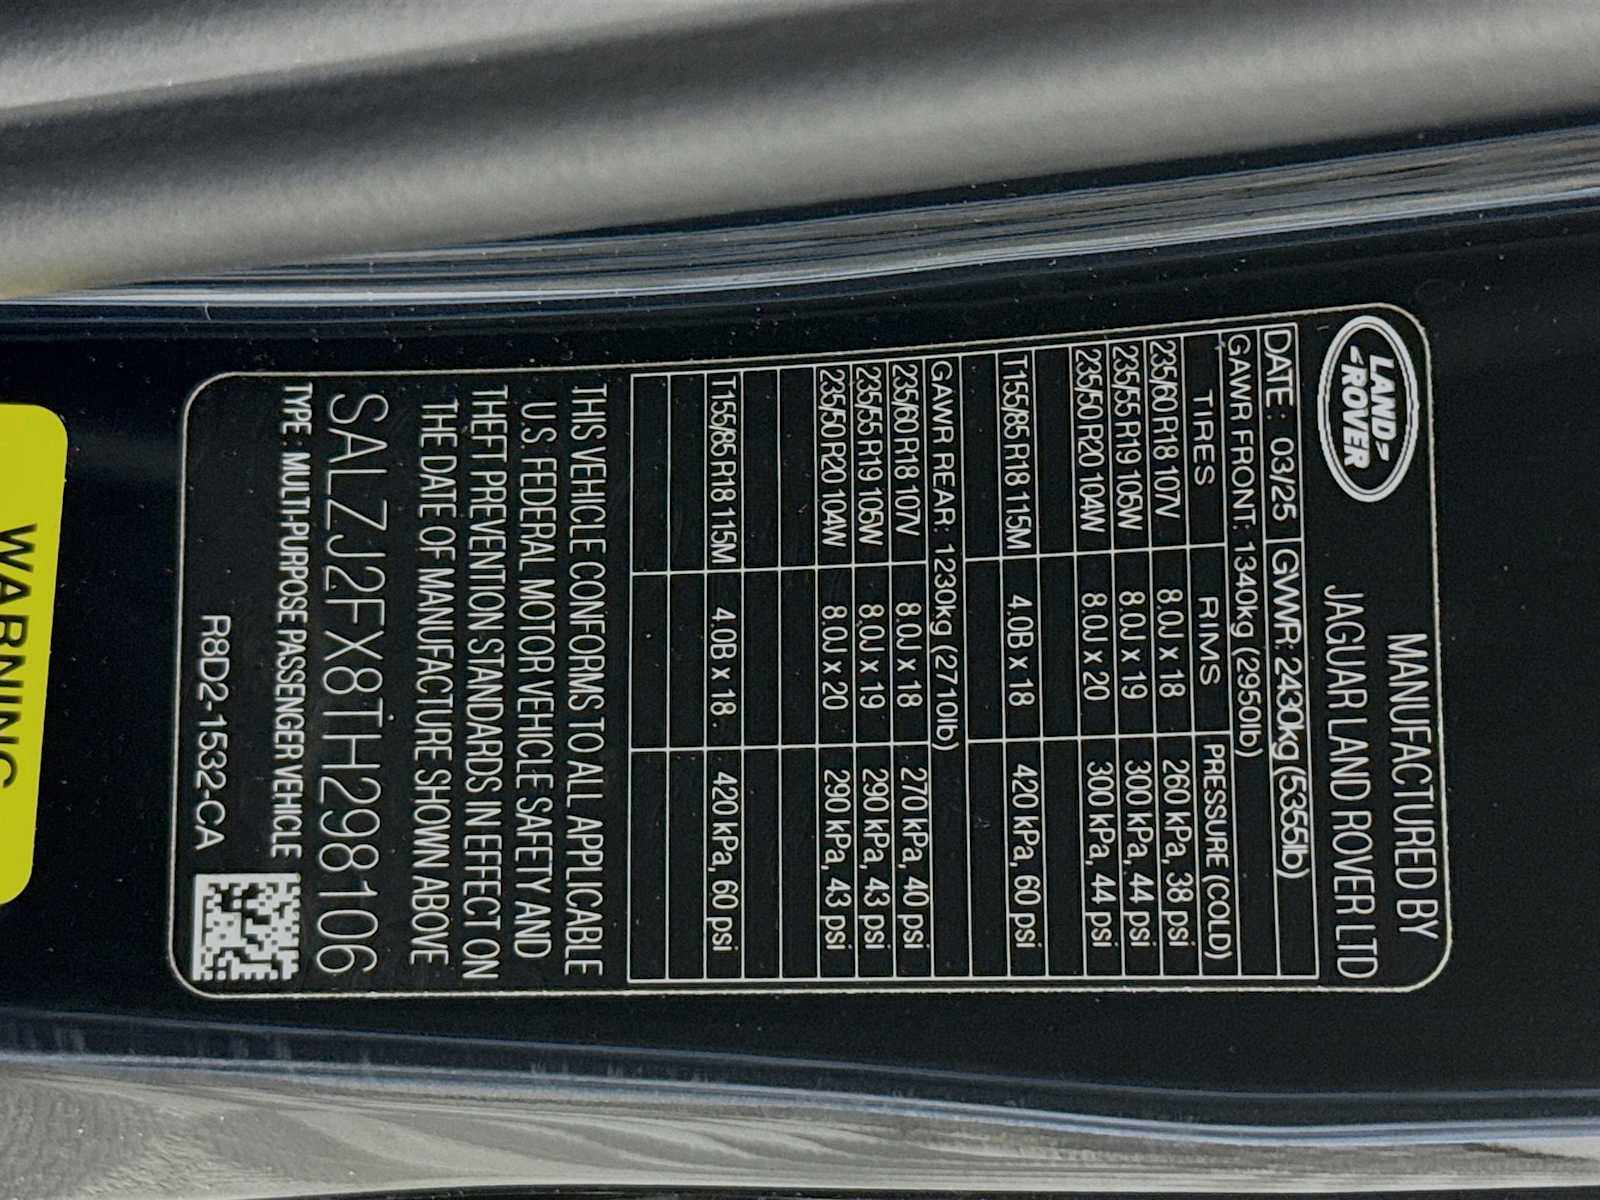 LAND
ROVER
MANUFACTURED BY
JAGUAR LAND ROVER LTD
DATE : 03/25 GWVR: 2430kg (5355lb)
GAWR FRONT: 1340kg (2950lb)
TIRES RIMS PRESSURE (COLD)
235/60 R18 107V 8.0J x 18 260 kPa, 38 psi
235/55 R19 105W 8.0J x 19 300 kPa, 44 psi
235/50 R20 104W 8.0J x 20 300 kPa, 44 psi
T155/85 R18 115M 4.0B x 18 420 kPa, 60 psi
GAWR REAR: 1230kg (2710lb)
235/60 R18 107V 8.0J x 18 270 kPa, 40 psi
235/55 R19 105W 8.0J x 19 290 kPa, 43 psi
235/50 R20 104W 8.0J x 20 290 kPa, 43 psi
T155/85 R18 115M 4.0B x 18 420 kPa, 60 psi
THIS VEHICLE CONFORMS TO ALL APPLICABLE
U.S. FEDERAL MOTOR VEHICLE SAFETY AND
THEFT PREVENTION STANDARDS IN EFFECT ON
THE DATE OF MANUFACTURE SHOWN ABOVE
SALZJ2FX8TH298106
TYPE : MULTI-PURPOSE PASSENGER VEHICLE
R8D2-1532-CA
WARNING